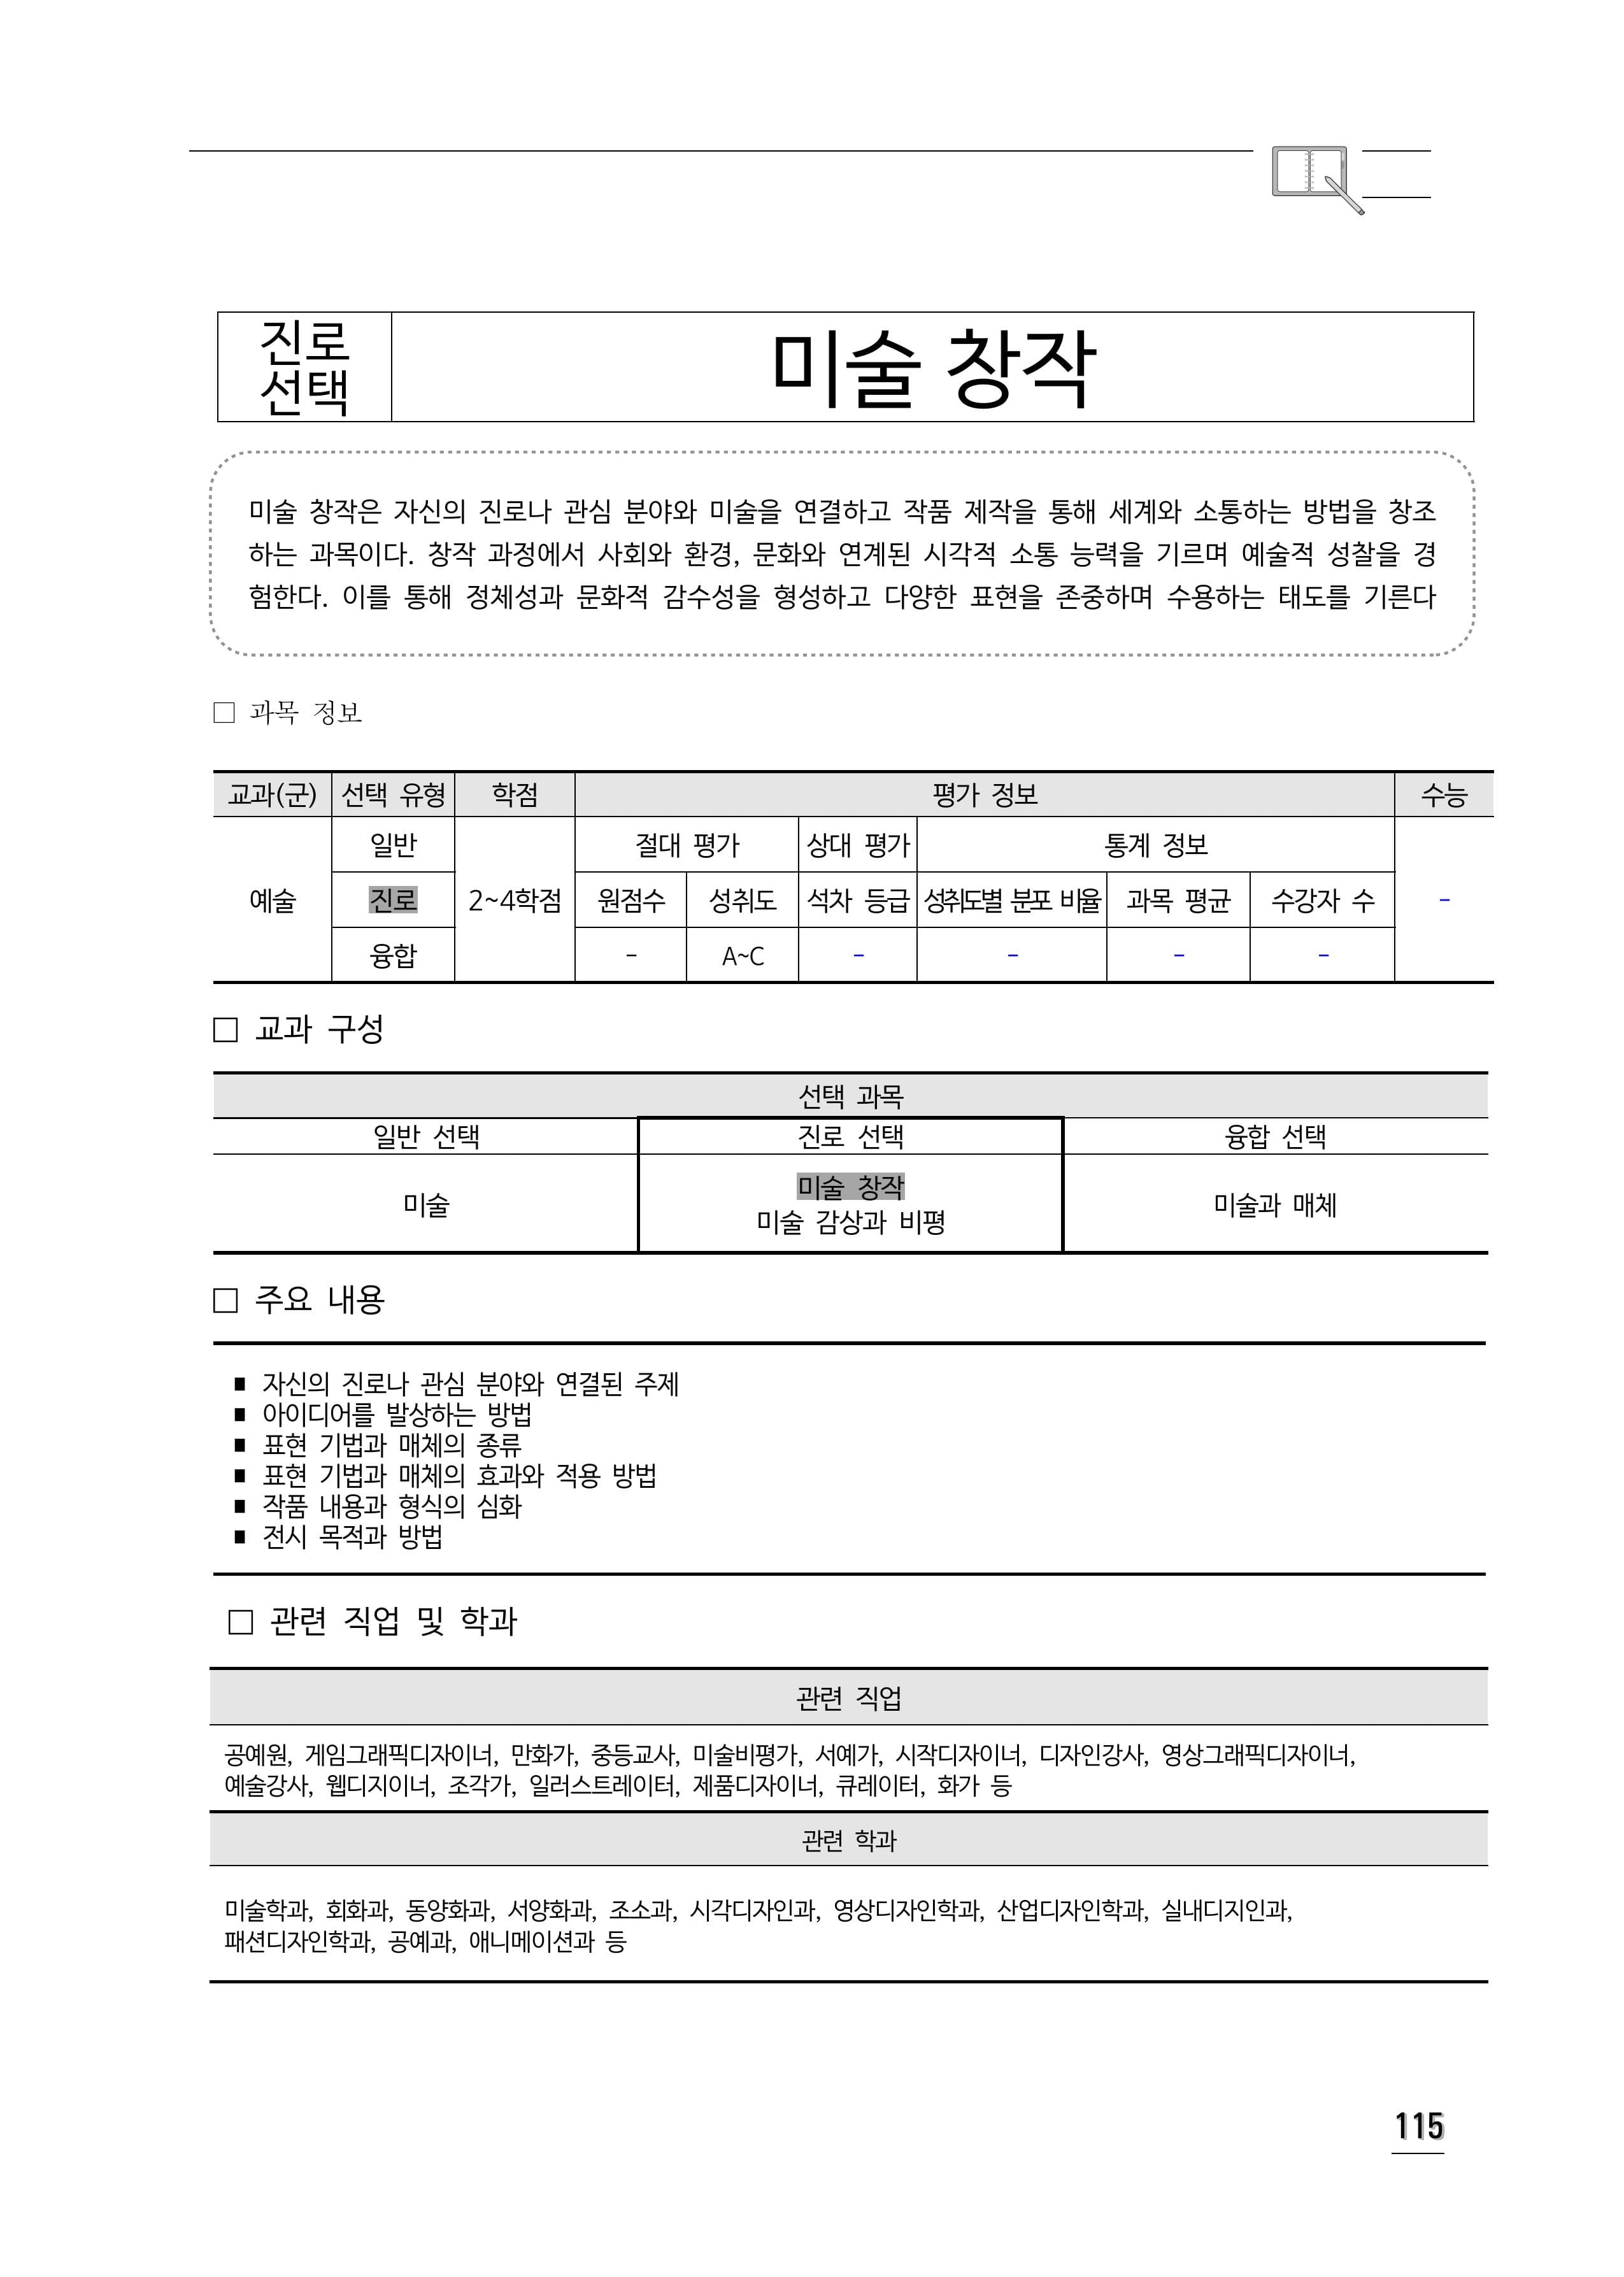 진로
선택
미술 창작
미술 창작은 자신의 진로나 관심 분야와 미술을 연결하고 작품 제작을 통해 세계와 소통하는 방법을 창조
하는 과목이다. 창작 과정에서 사회와 환경, 문화와 연계된 시각적 소통 능력을 기르며 예술적 성찰을 경
험한다. 이를 통해 정체성과 문화적 감수성을 형성하고 다양한 표현을 존중하며 수용하는 태도를 기른다
□ 과목 정보
교과(군) 선택 유형 학점 평가 정보 수능
일반 절대 평가 상대 평가 통계 정보
예술 진로 2~4학점 원점수 성취도 석차 등급 성취도별 분포 비율 과목 평균 수강자 수 -
융합 - A~C - - - -
□ 교과 구성
선택 과목
일반 선택 진로 선택 융합 선택
미술 창작
미술 미술과 매체
미술 감상과 비평
□ 주요 내용
■ 자신의 진로나 관심 분야와 연결된 주제
■ 아이디어를 발상하는 방법
■ 표현 기법과 매체의 종류
■ 표현 기법과 매체의 효과와 적용 방법
■ 작품 내용과 형식의 심화
■ 전시 목적과 방법
□ 관련 직업 및 학과
관련 직업
공예원, 게임그래픽디자이너, 만화가, 중등교사, 미술비평가, 서예가, 시작디자이너, 디자인강사, 영상그래픽디자이너,
예술강사, 웹디지이너, 조각가, 일러스트레이터, 제품디자이너, 큐레이터, 화가 등
관련 학과
미술학과, 회화과, 동양화과, 서양화과, 조소과, 시각디자인과, 영상디자인학과, 산업디자인학과, 실내디지인과,
패션디자인학과, 공예과, 애니메이션과 등
115